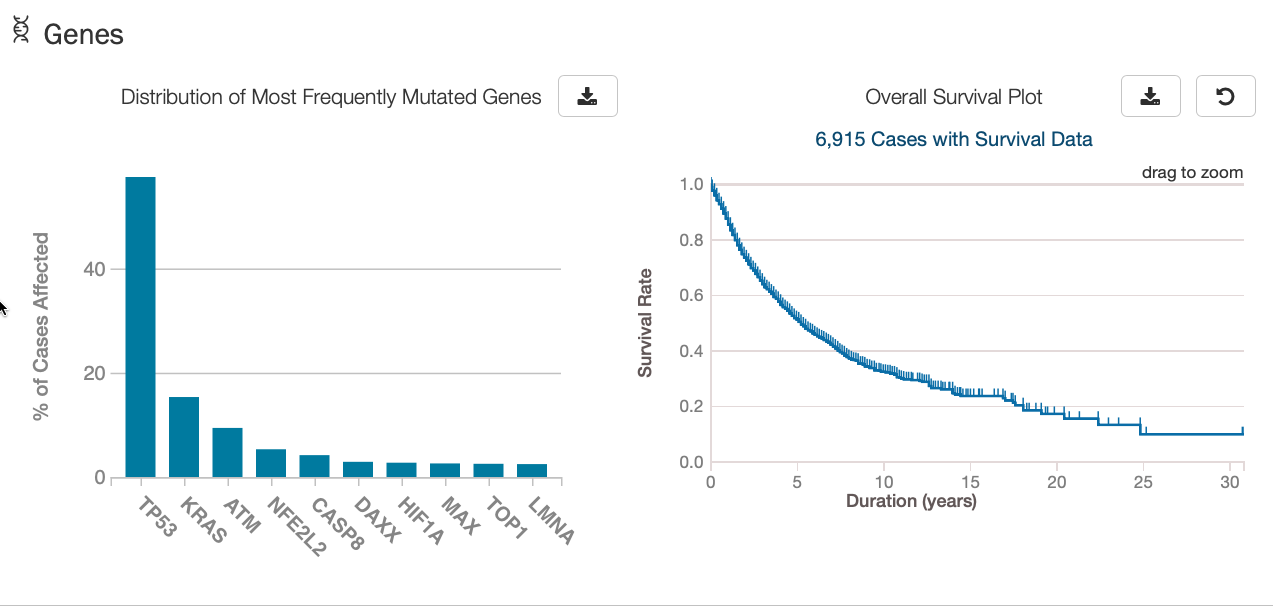 Genes
Distribution of Most Frequently Mutated Genes
% of Cases Affected
40
20
0
TP53
KRAS
ATM
NFE2L2
CASP8
DAXX
HIF1A
MAX
TOP1
LMNA
Overall Survival Plot
6,915 Cases with Survival Data
drag to zoom
Survival Rate
1.0
0.8
0.6
0.4
0.2
0.0
0 5 10 15 20 25 30
Duration (years)